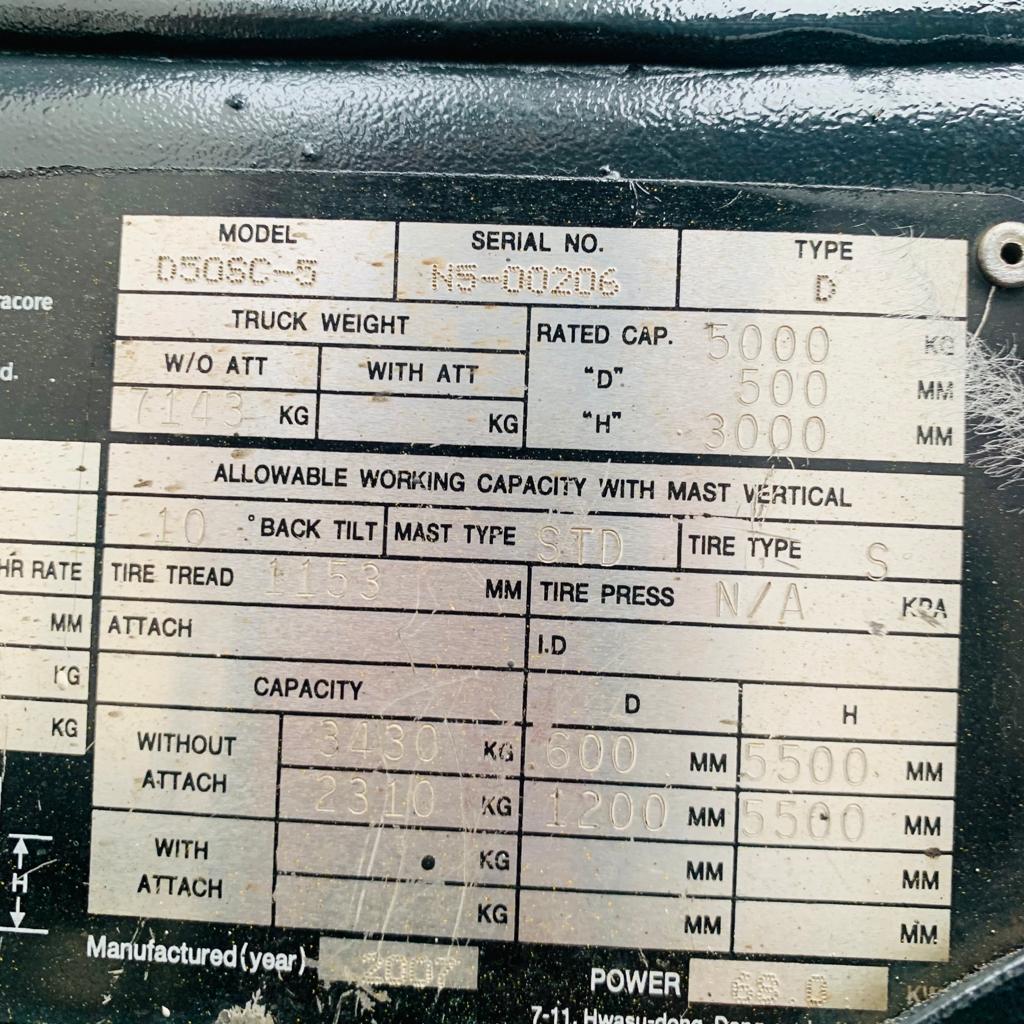 MODEL SERIAL NO. TYPE
D50SC-5 N5-00206 D
acore
TRUCK WEIGHT RATED CAP. 5000 KG
d. W/O ATT WITH ATT "D" 500 MM
7143 KG KG "H" 3000 MM
ALLOWABLE WORKING CAPACITY WITH MAST VERTICAL
10 ° BACK TILT MAST TYPE STD TIRE TYPE S
HR RATE TIRE TREAD 1153 MM TIRE PRESS N/A KPA
MM ATTACH I.D
KG CAPACITY D H
KG WITHOUT ATTACH 3430 KG 600 MM 5500 MM
2310 KG 1200 MM 5500 MM
WITH ATTACH KG MM MM
H KG MM MM
Manufactured(year) 2007 POWER
7-11, Hwasu-dong,